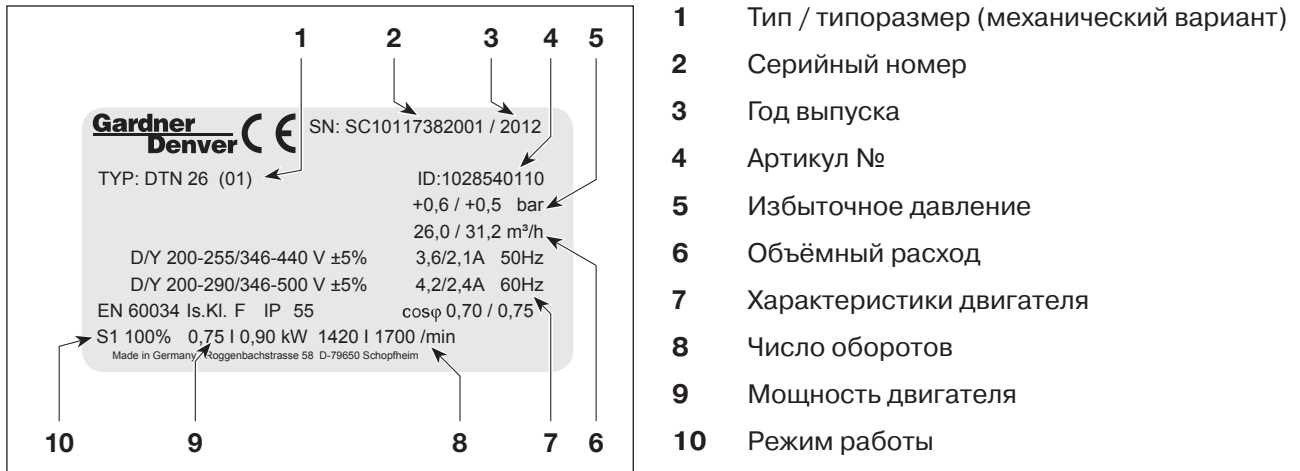 1 2 3 4 5
Gardner
Denver CE SN: SC10117382001 / 2012
TYP: DTN 26 (01) ID:1028540110
+0,6 / +0,5 bar
26,0 / 31,2 m³/h
D/Y 200-255/346-440 V ±5% 3,6/2,1A 50Hz
D/Y 200-290/346-500 V ±5% 4,2/2,4A 60Hz
EN 60034 Is.Kl. F IP 55 cosφ 0,70 / 0,75
S1 100% 0,75 I 0,90 kW 1420 I 1700 /min
Made in Germany Roggenbachstrasse 58 D-79650 Schopfheim
10 9 8 7 6
1 Тип / типоразмер (механический вариант)
2 Серийный номер
3 Год выпуска
4 Артикул №
5 Избыточное давление
6 Объёмный расход
7 Характеристики двигателя
8 Число оборотов
9 Мощность двигателя
10 Режим работы